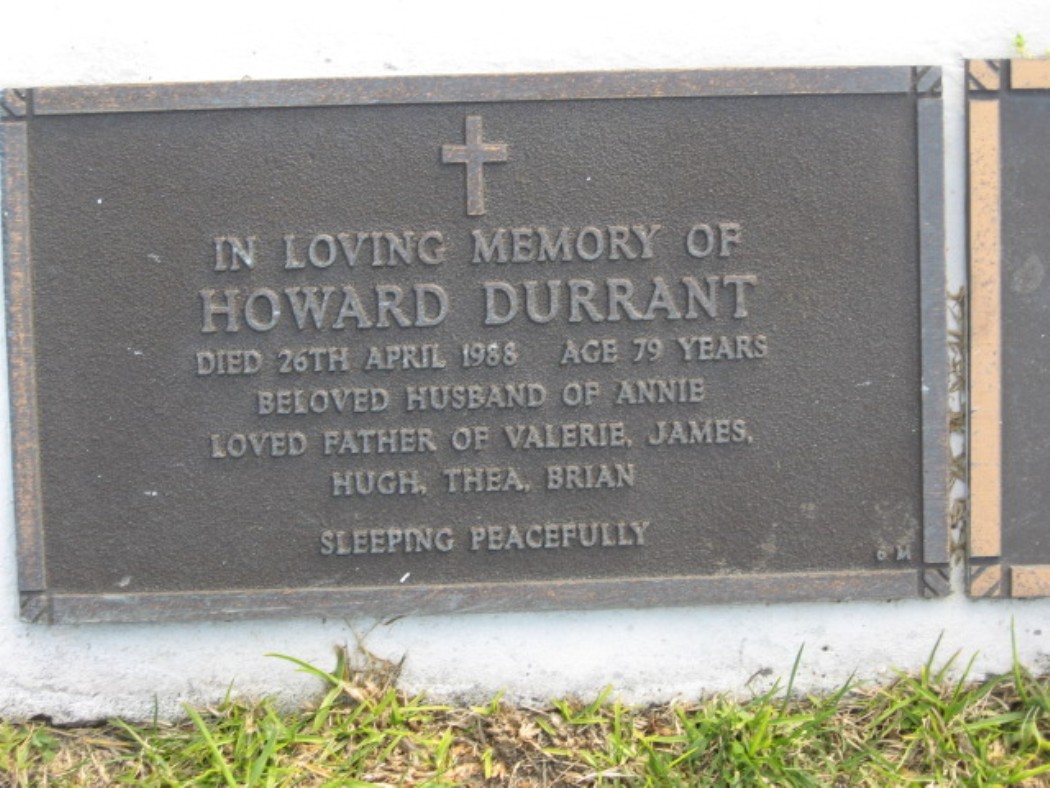 IN LOVING MEMORY OF
HOWARD DURRANT
DIED 26TH APRIL 1988 AGE 79 YEARS
BELOVED HUSBAND OF ANNIE
LOVED FATHER OF VALERIE, JAMES,
HUGH, THEA, BRIAN
SLEEPING PEACEFULLY
6 M